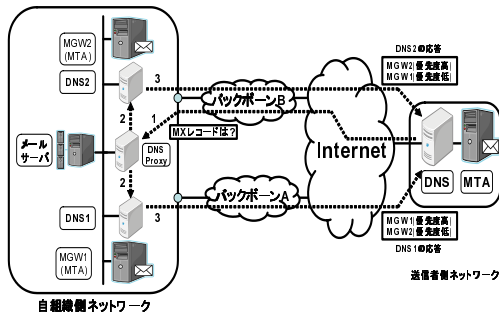 MGW2
(MTA)
DNS2
3
2
1
バックボーンB
MXレコードは?
メール
サーバ
DNS
Proxy
2
DNS1
3
バックボーンA
MGW1
(MTA)
自組織側ネットワーク
Internet
DNS2の応答
MGW2(優先度高)
MGW1(優先度低)
DNS
MTA
MGW1(優先度高)
MGW2(優先度低)
DNS1の応答
送信者側ネットワーク